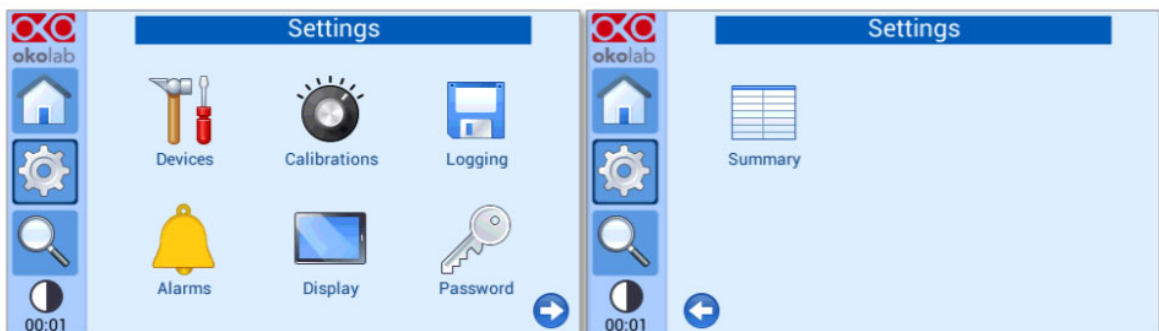 Settings
okolab
Devices
Calibrations
Logging
Alarms
Display
Password
00:01
Settings
okolab
Summary
00:01